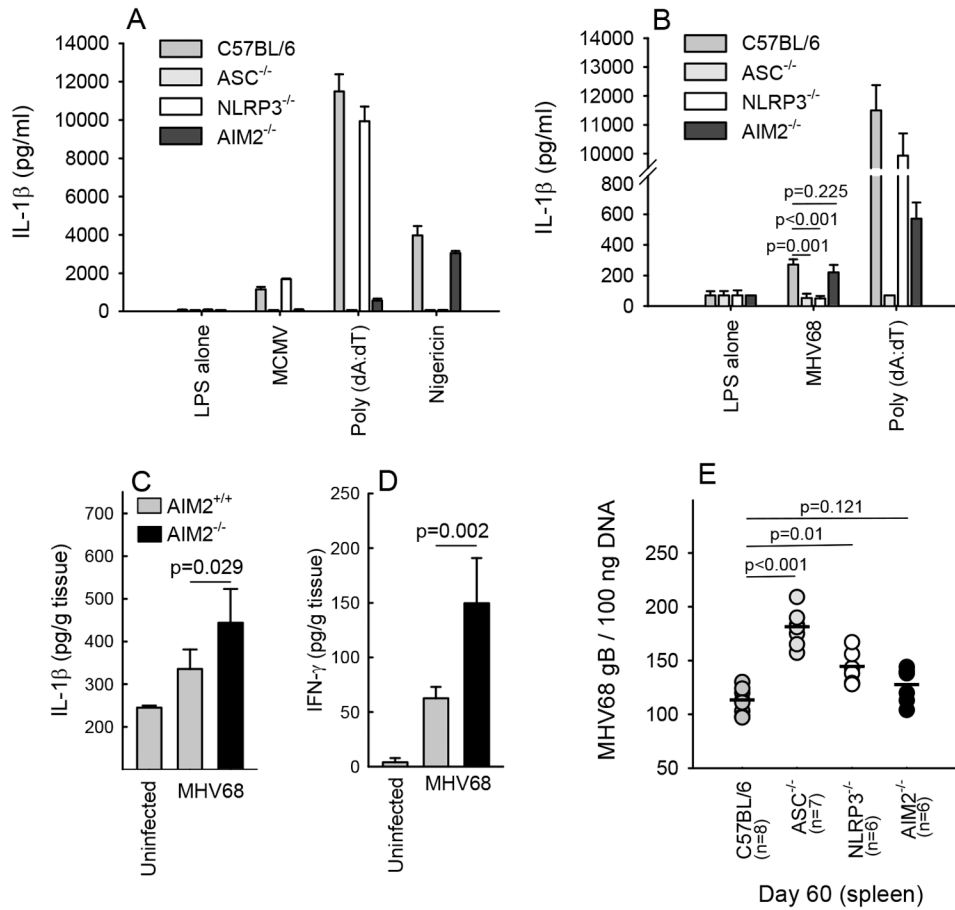 A
14000
12000
10000
8000
6000
4000
2000
0
IL-1β (pg/ml)
C57BL/6
ASC-/-
NLRP3-/-
AIM2-/-
LPS alone
MCMV
Poly (dA:dT)
Nigericin
B
14000
13000
12000
11000
10000
800
600
400
200
0
IL-1β (pg/ml)
C57BL/6
ASC-/-
NLRP3-/-
AIM2-/-
p=0.225
p<0.001
p=0.001
LPS alone
MHV68
Poly (dA:dT)
C
700
600
500
400
300
200
IL-1β (pg/g tissue)
AIM2+/+
AIM2-/-
p=0.029
Uninfected
MHV68
D
250
200
150
100
50
0
IFN-γ (pg/g tissue)
p=0.002
Uninfected
MHV68
E
250
200
150
100
50
MHV68 gB / 100 ng DNA
p=0.121
p=0.01
p<0.001
C57BL/6
(n=8)
ASC-/-
(n=7)
NLRP3-/-
(n=6)
AIM2-/-
(n=6)
Day 60 (spleen)